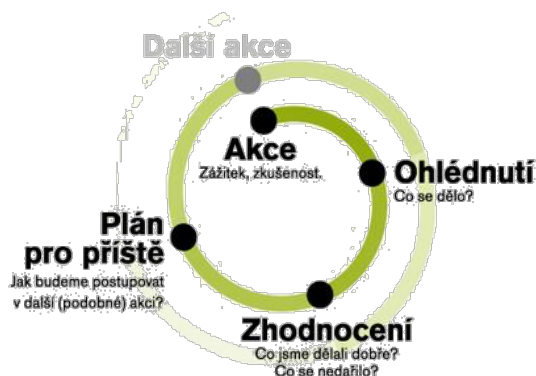 Další akce
Akce
Zážitek, zkušenost.
Ohlédnutí
Co se dělo?
Plán
pro příště
Jak budeme postupovat
v další (podobné) akci?
Zhodnocení
Co jsme dělali dobře?
Co se nedařilo?